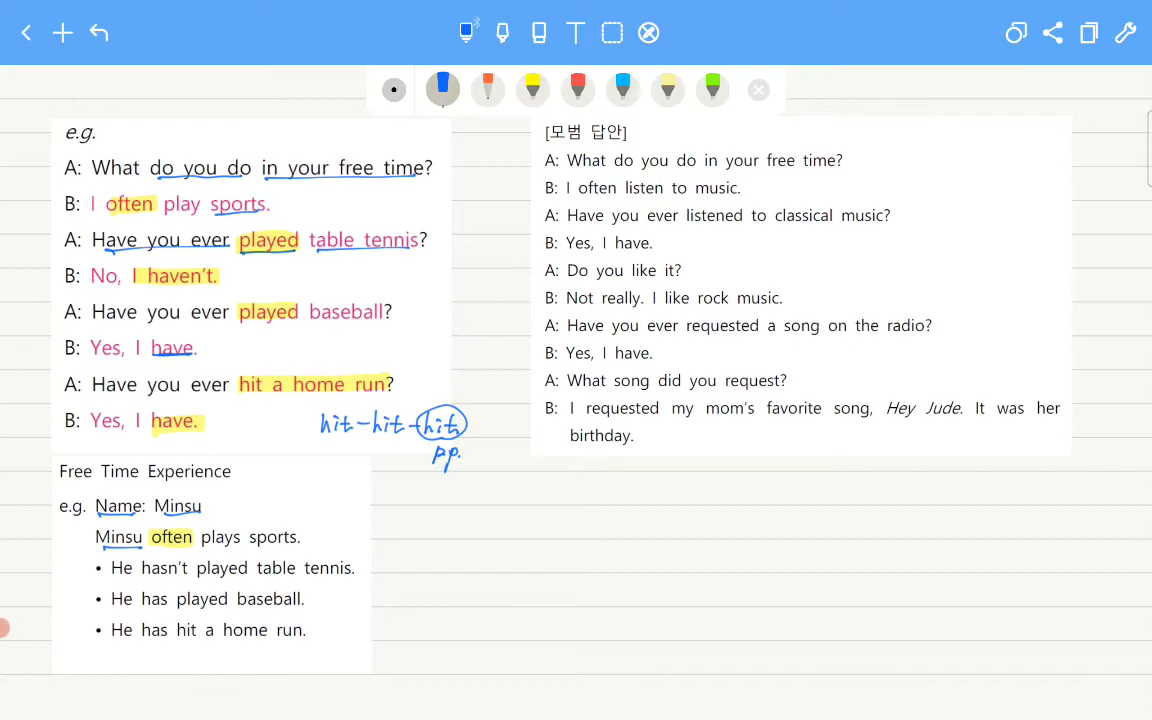 e.g.
A: What do you do in your free time?
B: I often play sports.
A: Have you ever played table tennis?
B: No, I haven't.
A: Have you ever played baseball?
B: Yes, I have.
A: Have you ever hit a home run?
B: Yes, I have.
hit-hit-hit
pp.
Free Time Experience
e.g. Name: Minsu
Minsu often plays sports.
• He hasn't played table tennis.
• He has played baseball.
• He has hit a home run.
[모범 답안]
A: What do you do in your free time?
B: I often listen to music.
A: Have you ever listened to classical music?
B: Yes, I have.
A: Do you like it?
B: Not really. I like rock music.
A: Have you ever requested a song on the radio?
B: Yes, I have.
A: What song did you request?
B: I requested my mom's favorite song, Hey Jude. It was her
birthday.